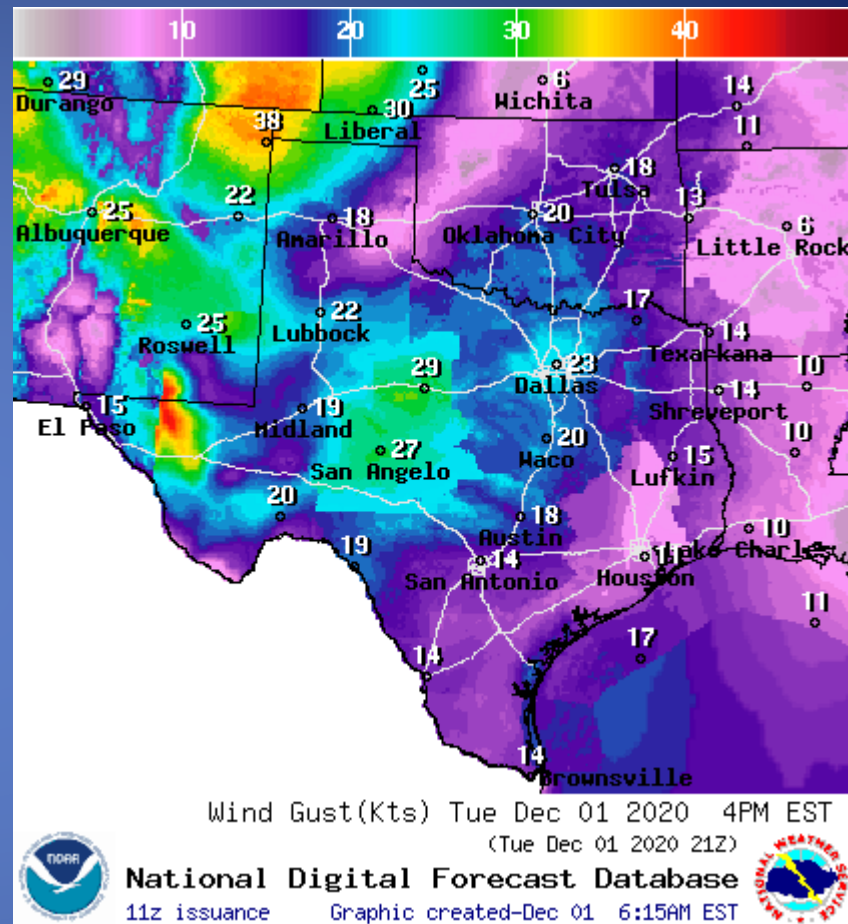 10 20 30 40
29 Durango
25
6 Wichita
14
30 Liberal
38
11
18 Tulsa
25 Albuquerque
22
18 Amarillo
20 Oklahoma City
13
6 Little Rock
25 Roswell
22 Lubbock
17
14 Texarkana
23 Dallas
29
14 Shreveport
10
15 El Paso
19 Midland
27 San Angelo
20 Waco
15 Lufkin
10
20
18 Austin
10
Lake Charl
19
14 San Antonio
Houston
11
17
14
14 Brownsville
Wind Gust(Kts) Tue Dec 01 2020 4PM EST
(Tue Dec 01 2020 21Z)
NOAA
National Digital Forecast Database
11z issuance Graphic created-Dec 01 6:15AM EST
NATIONAL WEATHER SERVICE